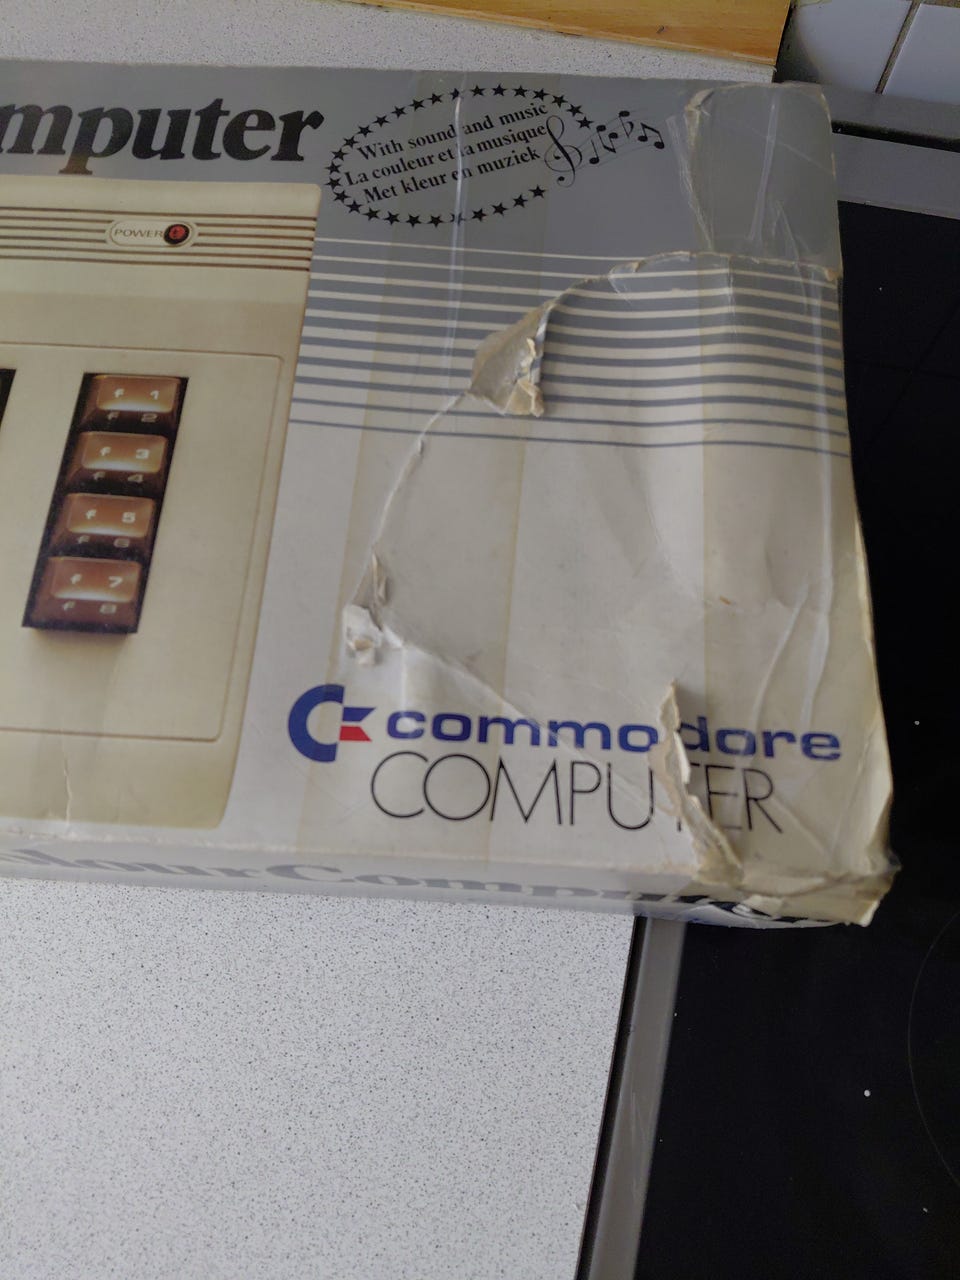 mputer
With sound and music
La couleur et la musique
Met kleur en muziek
POWER
f 1
f 2
f 3
f 4
f 5
f 6
f 7
f 8
commodore
COMPUTER
olourComputer